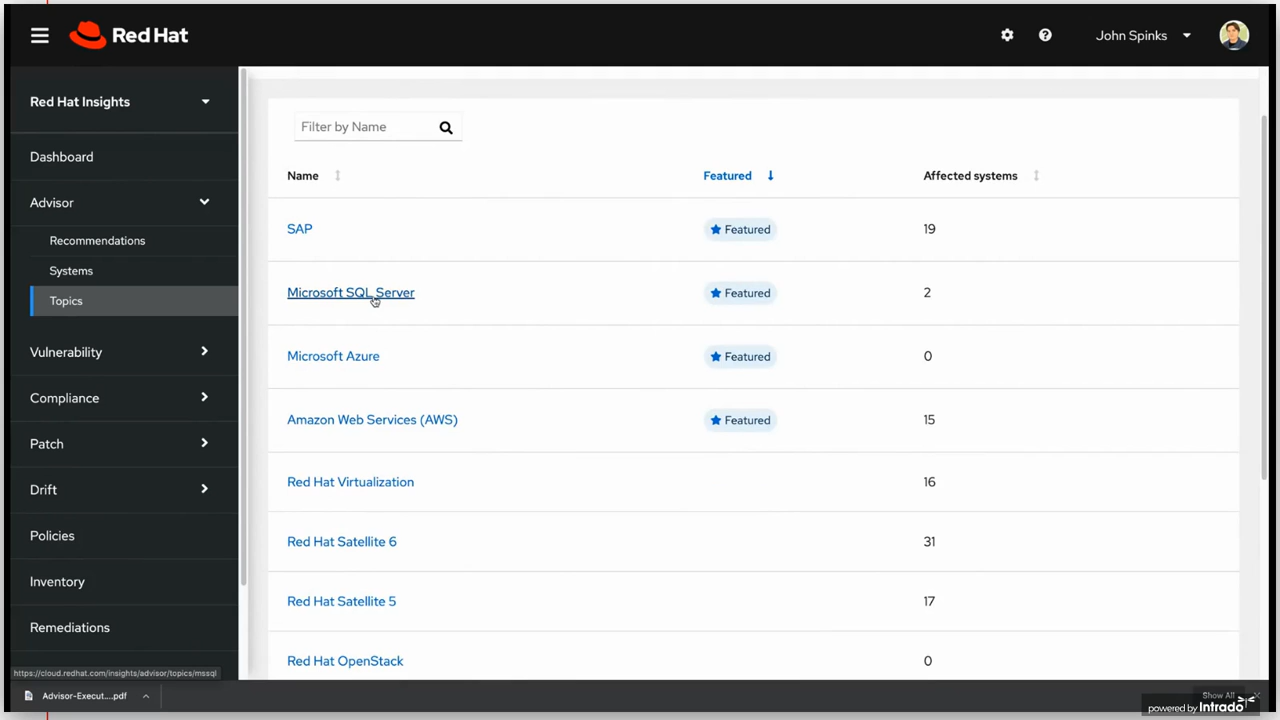 Red Hat
John Spinks
Red Hat Insights
Dashboard
Advisor
Recommendations
Systems
Topics
Vulnerability
Compliance
Patch
Drift
Policies
Inventory
Remediations
Filter by Name
Name Featured Affected systems
SAP Featured 19
Microsoft SQL Server Featured 2
Microsoft Azure Featured 0
Amazon Web Services (AWS) Featured 15
Red Hat Virtualization 16
Red Hat Satellite 6 31
Red Hat Satellite 5 17
Red Hat OpenStack 0
https://cloud.redhat.com/insights/advisor/topics/mssql
Advisor-Execut....pdf
Show All
powered by Intrado